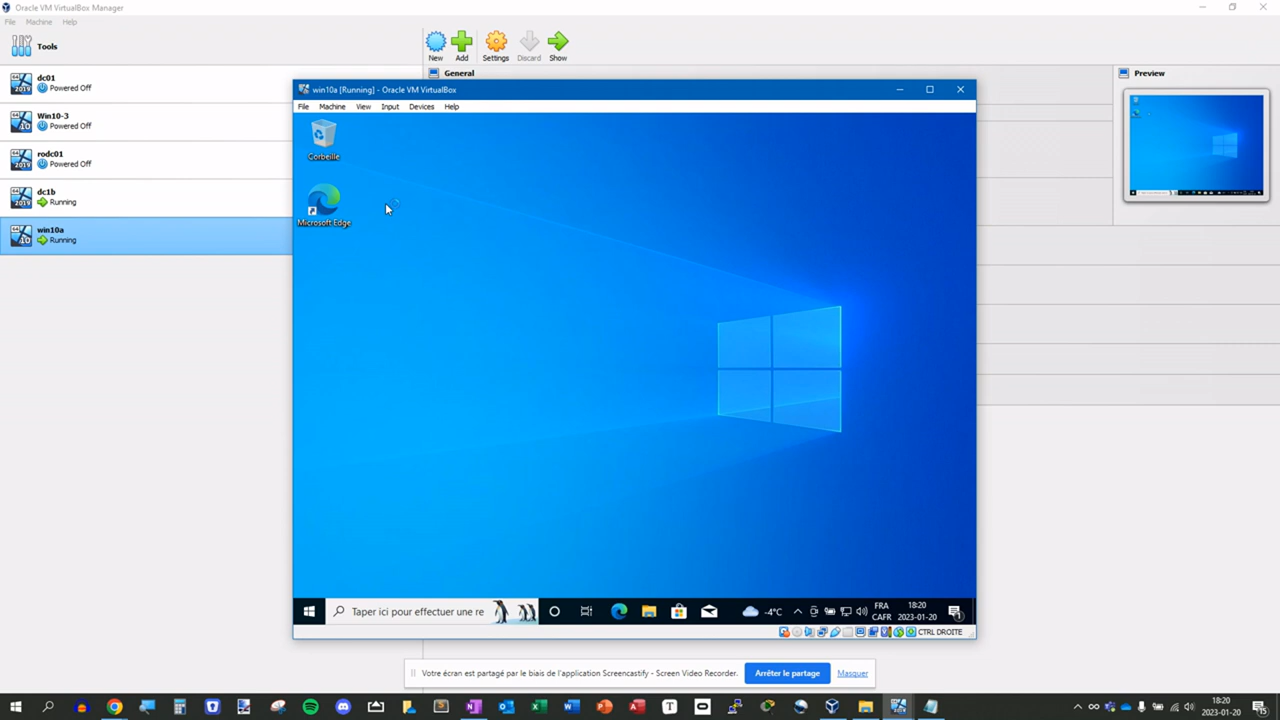 Oracle VM VirtualBox Manager
File Machine Help
Tools
New Add Settings Discard Show
dc01
Powered Off
Win10-3
Powered Off
rodc01
Powered Off
dc1b
Running
win10a
Running
General
Preview
win10a [Running] - Oracle VM VirtualBox
File Machine View Input Devices Help
Corbeille
Microsoft Edge
Taper ici pour effectuer une re
-4°C
FRA
CAFR
18:20
2023-01-20
1
CTRL DROITE
Votre écran est partagé par le biais de l'application Screencastify - Screen Video Recorder.
Arrêter le partage
Masquer
18:20
2023-01-20
15